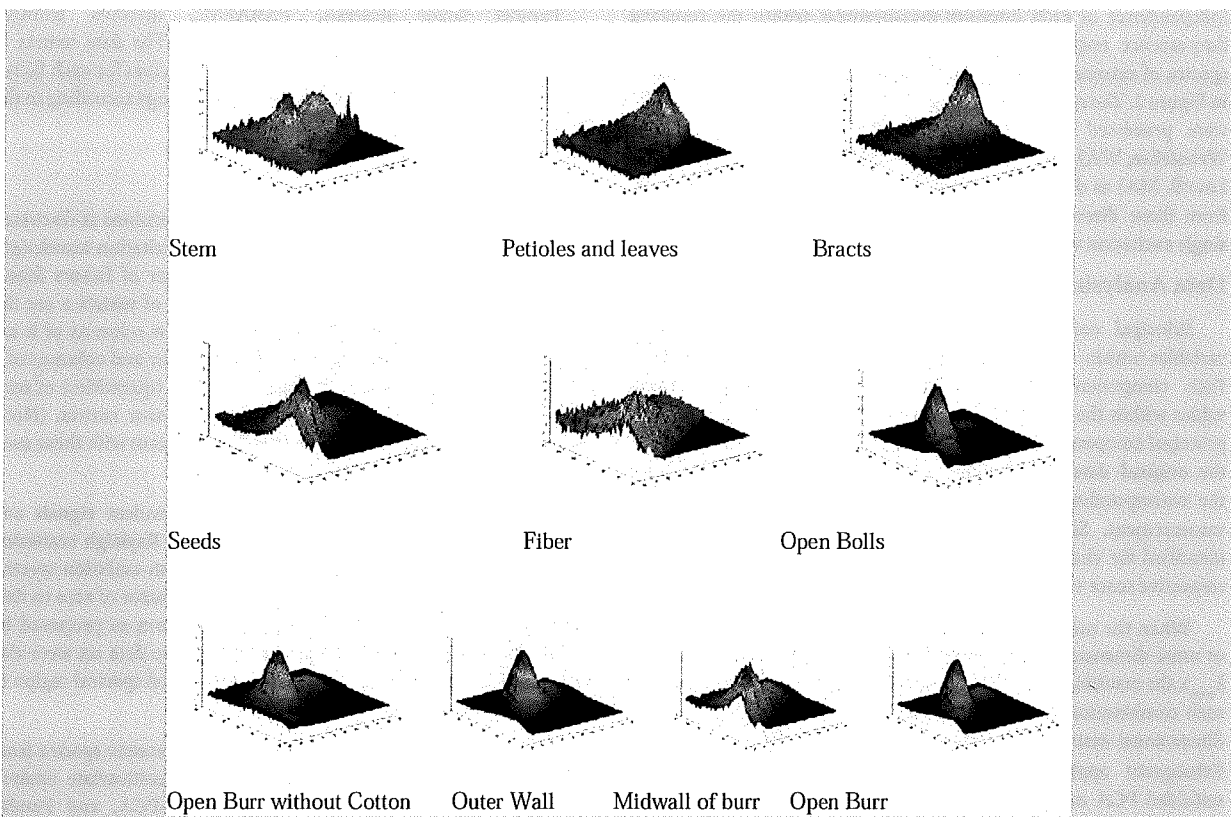 Stem Petioles and leaves Bracts
Seeds Fiber Open Bolls
Open Burr without Cotton Outer Wall Midwall of burr Open Burr